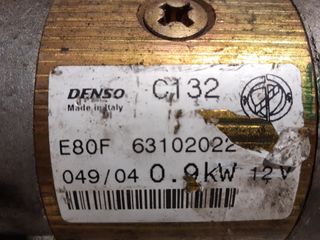 DENSO C132
Made in Italy
E80F 63102022
049/04 0.9kW 12V